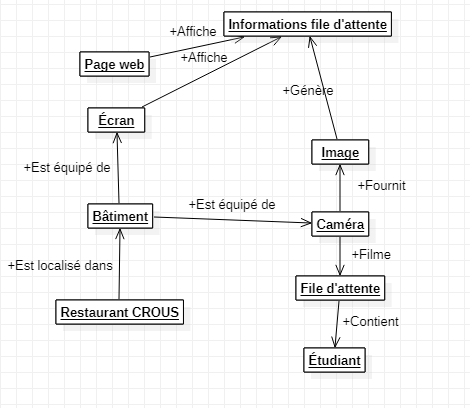 Informations file d'attente
+Affiche
Page web
+Affiche
+Génère
Écran
Image
+Est équipé de
+Fournit
+Est équipé de
Bâtiment
Caméra
+Filme
+Est localisé dans
File d'attente
Restaurant CROUS
+Contient
Étudiant